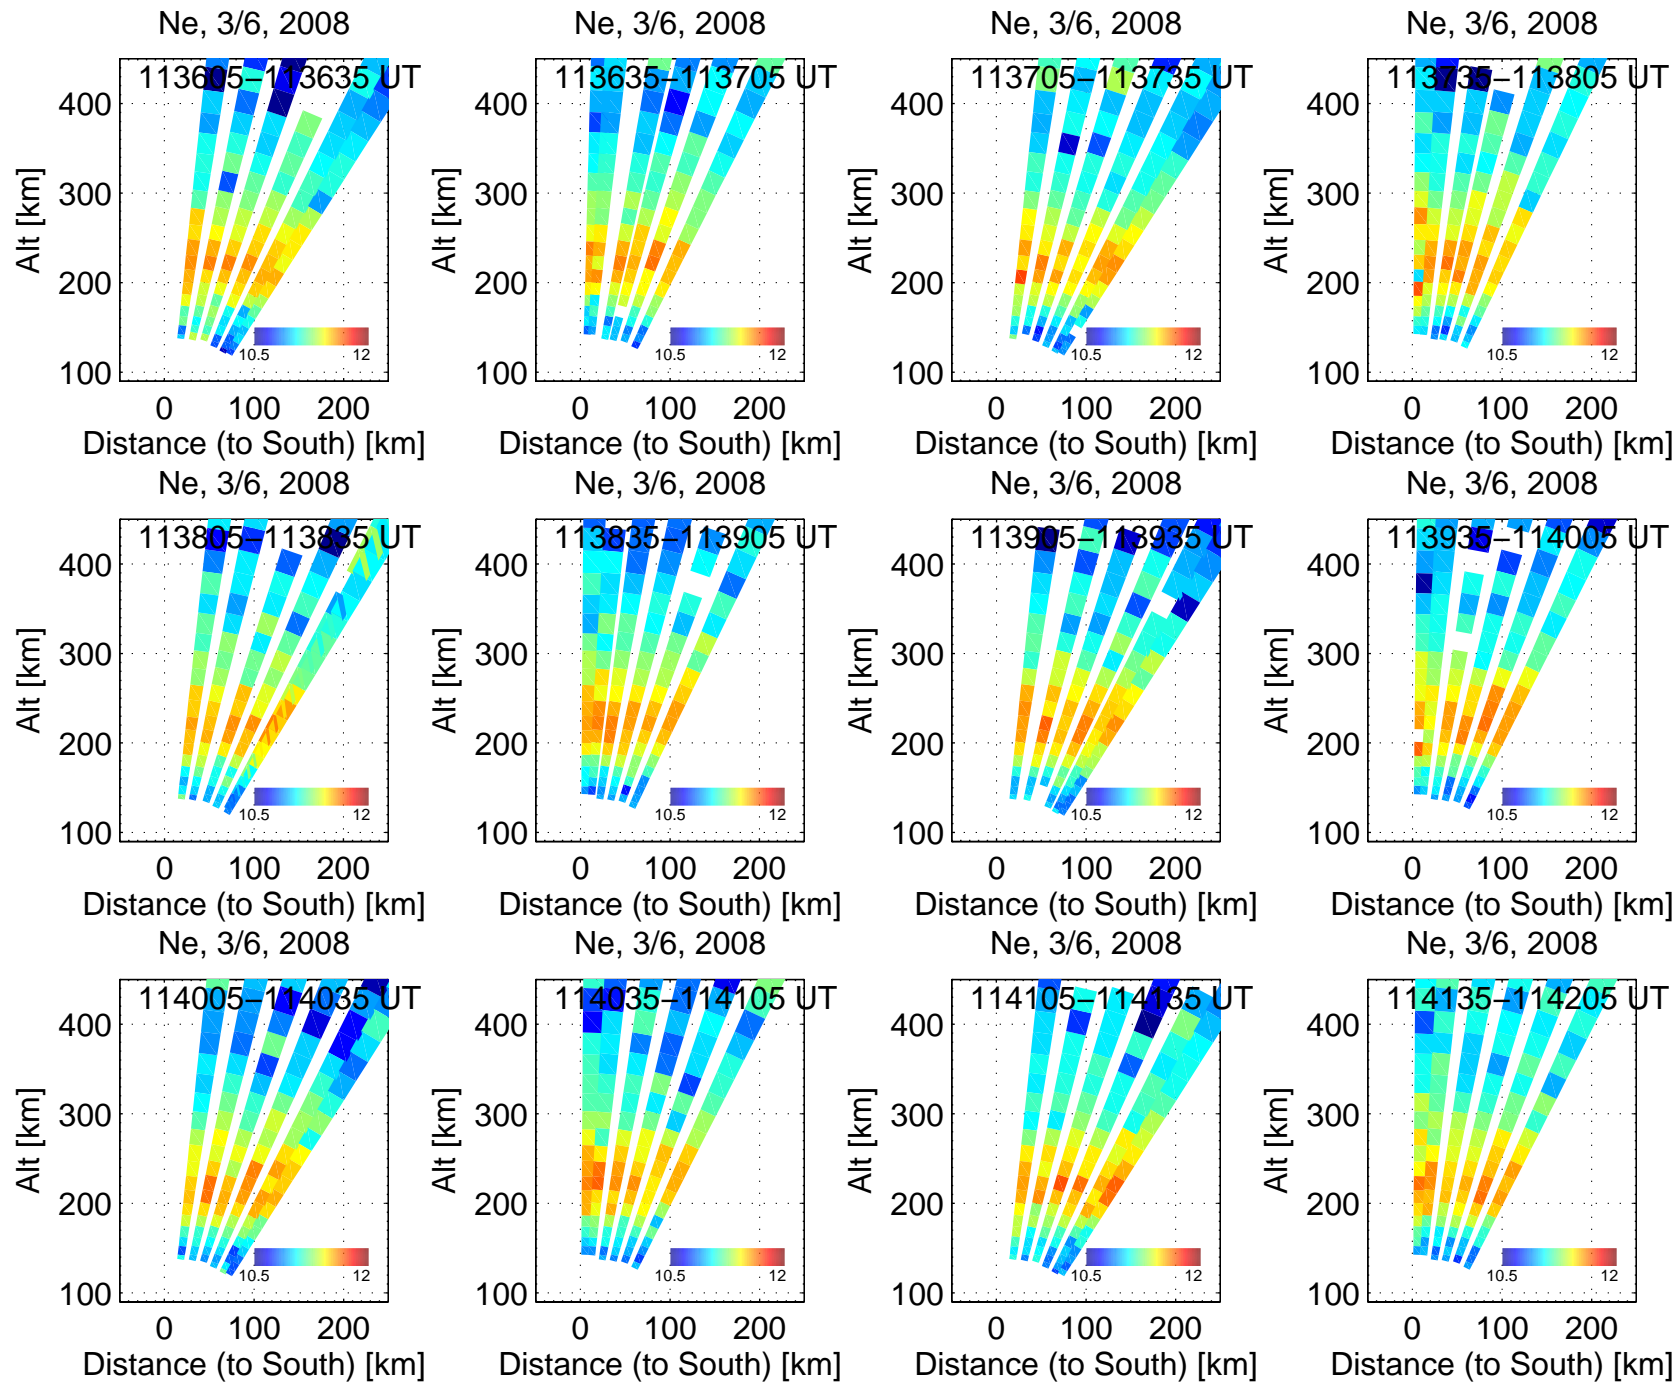 Ne, 3/6, 2008 Ne, 3/6, 2008 Ne, 3/6, 2008 Ne, 3/6, 2008
113605–113635 UT 113635–113705 UT 113705–113735 UT 113735–113805 UT
400 400 400 400
300 300 300 300
Alt [km] Alt [km] Alt [km] Alt [km]
200 200 200 200
10.5 12 10.5 12 10.5 12 10.5 12
100 100 100 100
0 100 200 0 100 200 0 100 200 0 100 200
Distance (to South) [km] Distance (to South) [km] Distance (to South) [km] Distance (to South) [km]
Ne, 3/6, 2008 Ne, 3/6, 2008 Ne, 3/6, 2008 Ne, 3/6, 2008
113805–113835 UT 113835–113905 UT 113905–113935 UT 113935–114005 UT
400 400 400 400
300 300 300 300
Alt [km] Alt [km] Alt [km] Alt [km]
200 200 200 200
10.5 12 10.5 12 10.5 12 10.5 12
100 100 100 100
0 100 200 0 100 200 0 100 200 0 100 200
Distance (to South) [km] Distance (to South) [km] Distance (to South) [km] Distance (to South) [km]
Ne, 3/6, 2008 Ne, 3/6, 2008 Ne, 3/6, 2008 Ne, 3/6, 2008
114005–114035 UT 114035–114105 UT 114105–114135 UT 114135–114205 UT
400 400 400 400
300 300 300 300
Alt [km] Alt [km] Alt [km] Alt [km]
200 200 200 200
10.5 12 10.5 12 10.5 12 10.5 12
100 100 100 100
0 100 200 0 100 200 0 100 200 0 100 200
Distance (to South) [km] Distance (to South) [km] Distance (to South) [km] Distance (to South) [km]